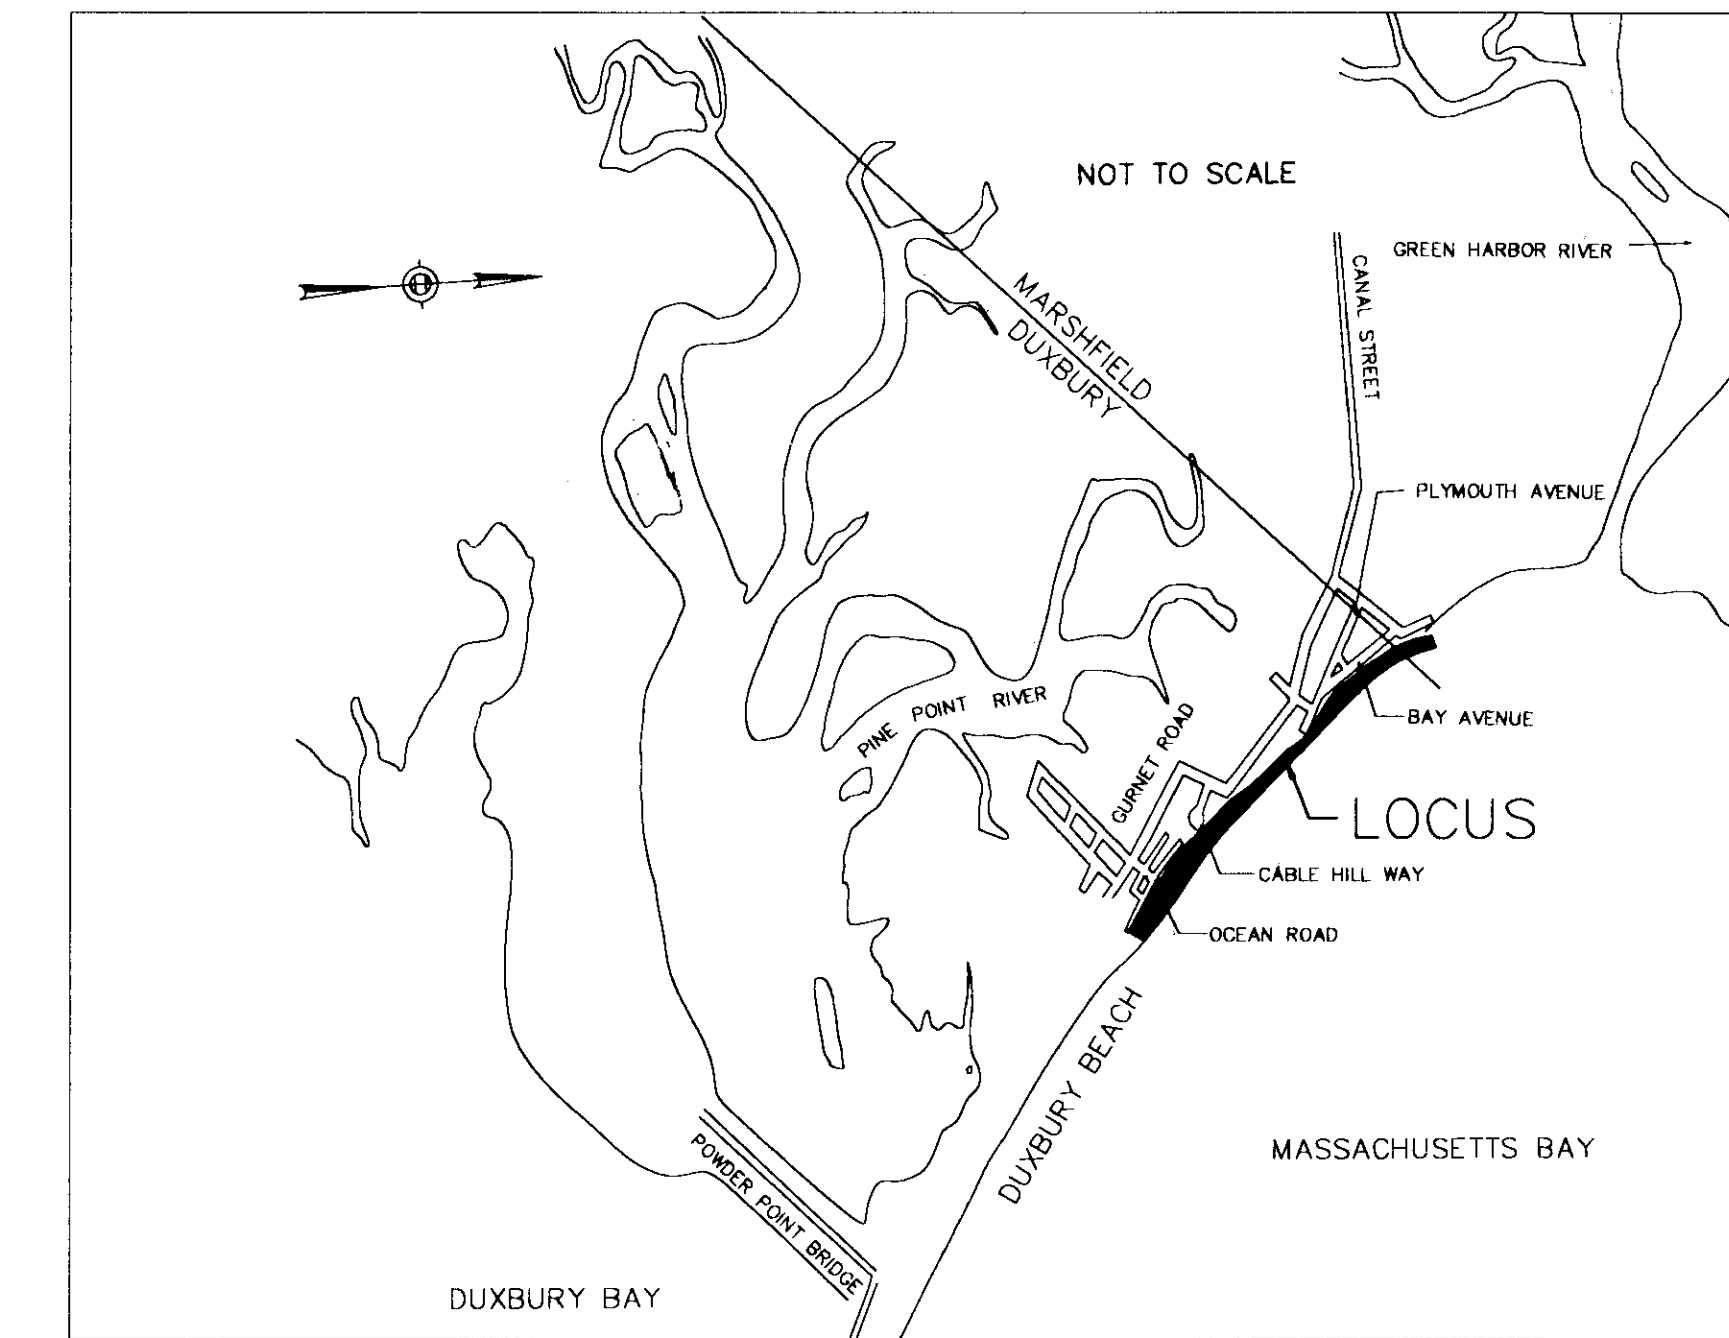 NOT TO SCALE
GREEN HARBOR RIVER
CANAL STREET
MARSHFIELD
DUXBURY
PLYMOUTH AVENUE
PINE POINT RIVER
GURNET ROAD
BAY AVENUE
LOCUS
CABLE HILL WAY
OCEAN ROAD
DUXBURY BEACH
MASSACHUSETTS BAY
POWDER POINT BRIDGE
DUXBURY BAY